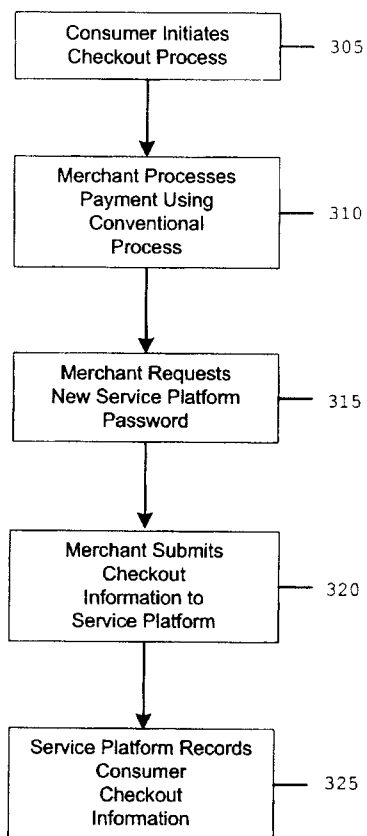 Consumer Initiates
Checkout Process
305
Merchant Processes
Payment Using
Conventional
Process
310
Merchant Requests
New Service Platform
Password
315
Merchant Submits
Checkout
Information to
Service Platform
320
Service Platform Records
Consumer
Checkout
Information
325